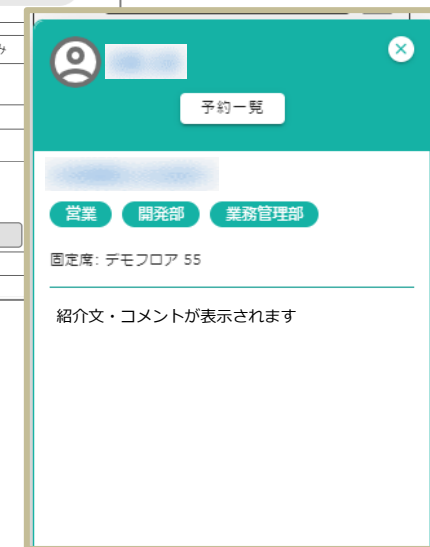 み
予約一覧
営業 開発部 業務管理部
固定席: デモフロア 55
紹介文・コメントが表示されます